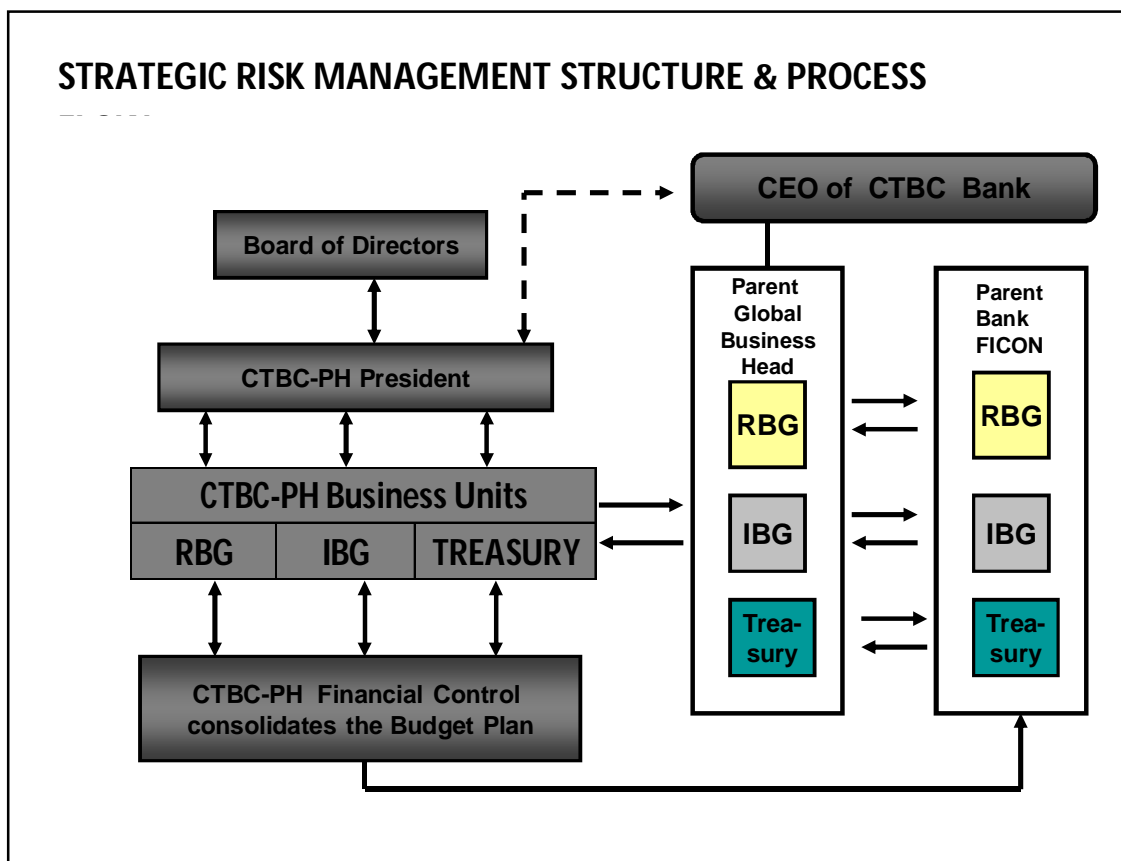 STRATEGIC RISK MANAGEMENT STRUCTURE & PROCESS
CEO of CTBC Bank
Board of Directors
CTBC-PH President
CTBC-PH Business Units
RBG IBG TREASURY
CTBC-PH Financial Control
consolidates the Budget Plan
Parent
Global
Business
Head
RBG
IBG
Trea-
sury
Parent
Bank
FICON
RBG
IBG
Trea-
sury